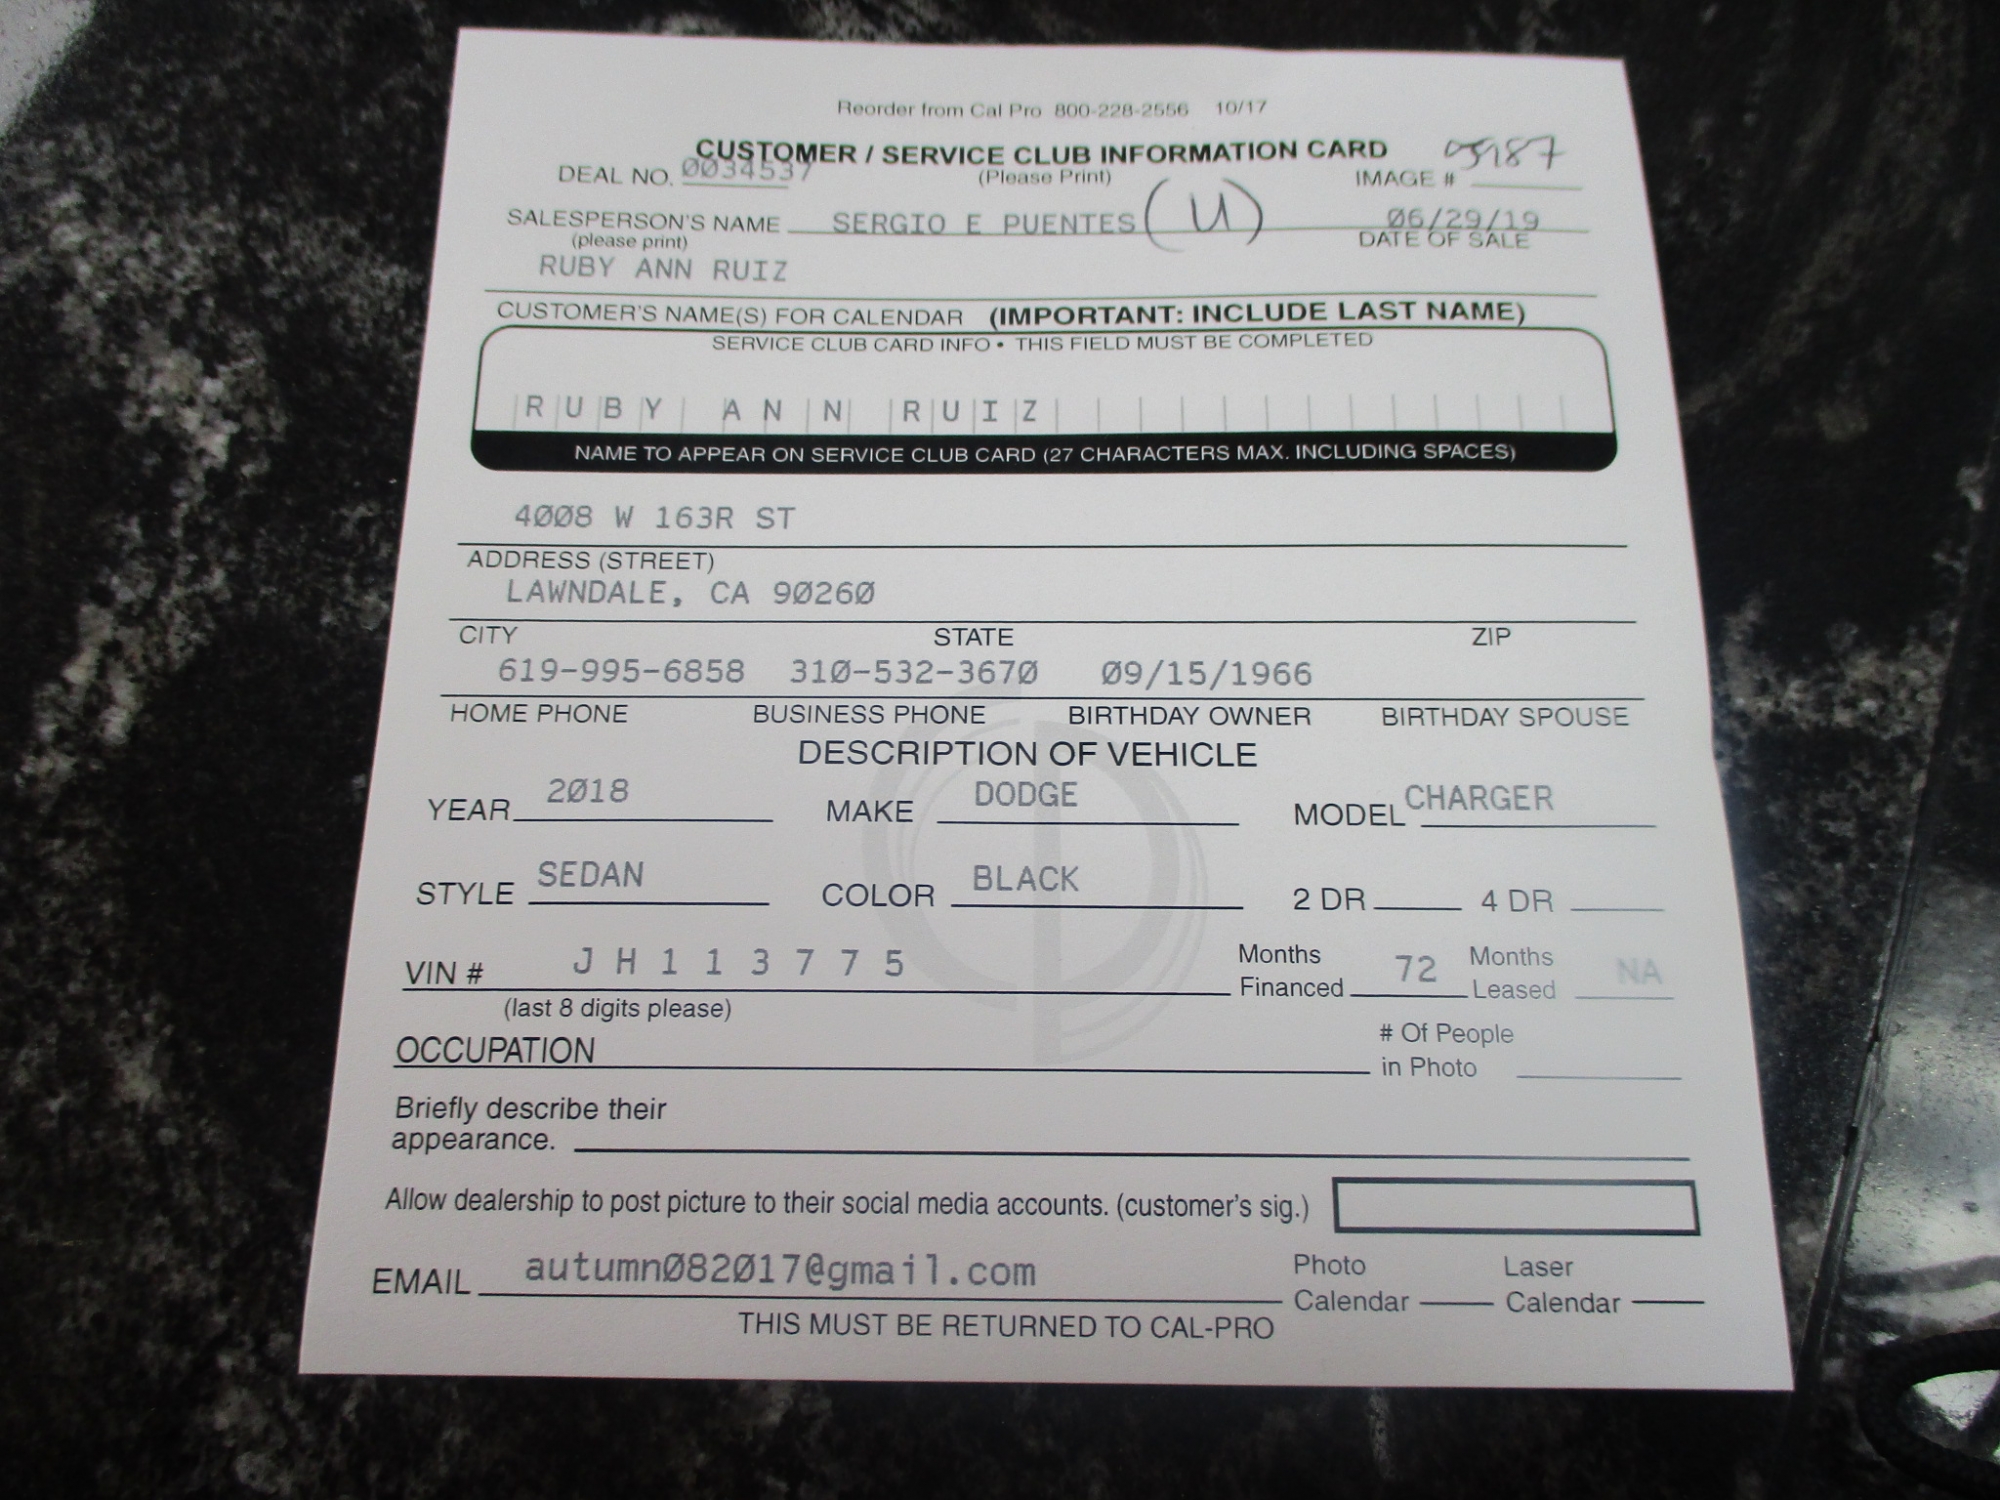 Reorder from Cal Pro 800-228-2556 10/17
CUSTOMER / SERVICE CLUB INFORMATION CARD
DEAL NO. 0034537 (Please Print) IMAGE #
SALESPERSON'S NAME SERGIO E PUENTES (U) 06/29/19
(please print) DATE OF SALE
RUBY ANN RUIZ
CUSTOMER'S NAME(S) FOR CALENDAR (IMPORTANT: INCLUDE LAST NAME)
SERVICE CLUB CARD INFO • THIS FIELD MUST BE COMPLETED
RUBY ANN RUIZ
NAME TO APPEAR ON SERVICE CLUB CARD (27 CHARACTERS MAX. INCLUDING SPACES)
4008 W 163R ST
ADDRESS (STREET)
LAWNDALE, CA 90260
CITY STATE ZIP
619-995-6858 310-532-3670 09/15/1966
HOME PHONE BUSINESS PHONE BIRTHDAY OWNER BIRTHDAY SPOUSE
DESCRIPTION OF VEHICLE
YEAR 2018 MAKE DODGE MODEL CHARGER
STYLE SEDAN COLOR BLACK 2 DR 4 DR
VIN # JH113775 Months Financed 72 Months Leased NA
(last 8 digits please)
OCCUPATION # Of People in Photo
Briefly describe their
appearance.
Allow dealership to post picture to their social media accounts. (customer's sig.)
EMAIL autumn082017@gmail.com Photo Calendar Laser Calendar
THIS MUST BE RETURNED TO CAL-PRO